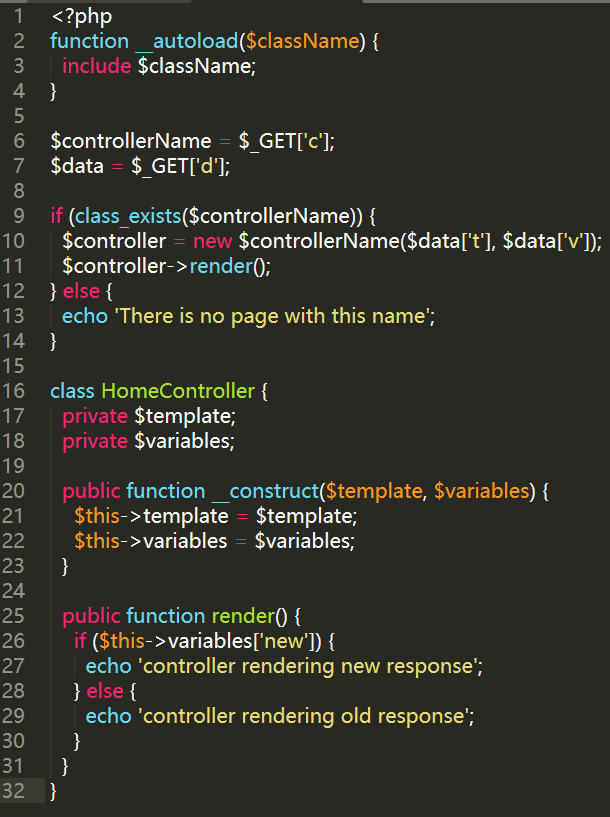 1 <?php
2 function __autoload($className) {
3 include $className;
4 }
5
6 $controllerName = $_GET['c'];
7 $data = $_GET['d'];
8
9 if (class_exists($controllerName)) {
10 $controller = new $controllerName($data['t'], $data['v']);
11 $controller->render();
12 } else {
13 echo 'There is no page with this name';
14 }
15
16 class HomeController {
17 private $template;
18 private $variables;
19
20 public function __construct($template, $variables) {
21 $this->template = $template;
22 $this->variables = $variables;
23 }
24
25 public function render() {
26 if ($this->variables['new']) {
27 echo 'controller rendering new response';
28 } else {
29 echo 'controller rendering old response';
30 }
31 }
32 }